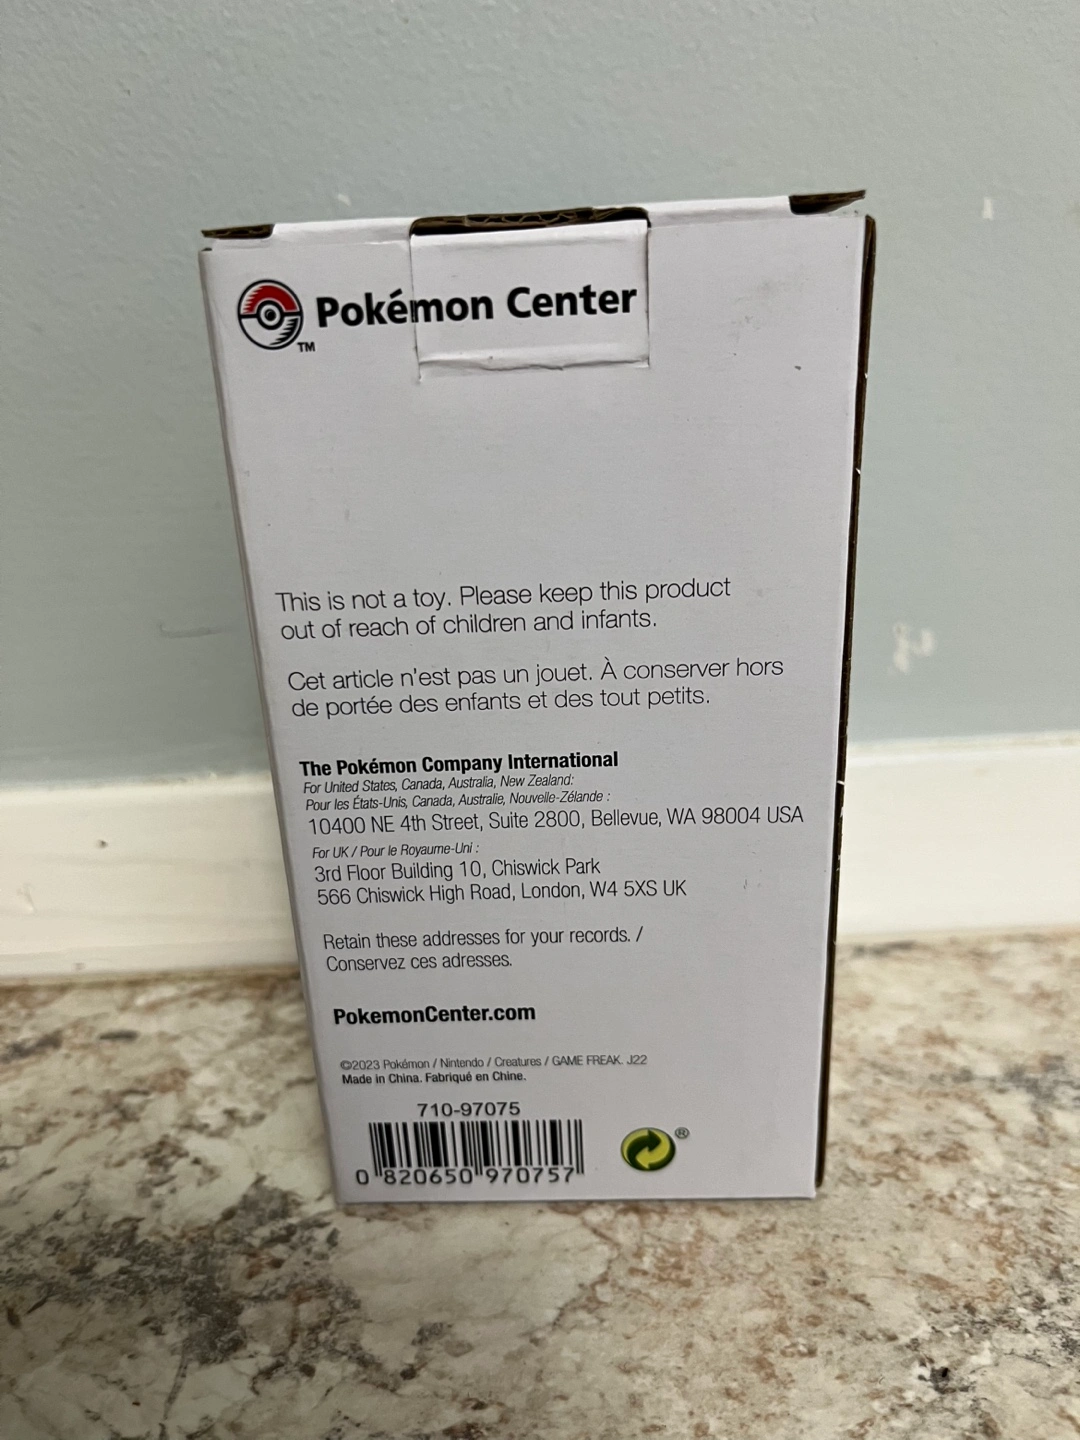 Pokémon Center
TM
This is not a toy. Please keep this product
out of reach of children and infants.
Cet article n'est pas un jouet. À conserver hors
de portée des enfants et des tout petits.
The Pokémon Company International
For United States, Canada, Australia, New Zealand:
Pour les États-Unis, Canada, Australie, Nouvelle-Zélande :
10400 NE 4th Street, Suite 2800, Bellevue, WA 98004 USA
For UK / Pour le Royaume-Uni :
3rd Floor Building 10, Chiswick Park
566 Chiswick High Road, London, W4 5XS UK
Retain these addresses for your records. /
Conservez ces adresses.
PokemonCenter.com
©2023 Pokémon / Nintendo / Creatures / GAME FREAK. J22
Made in China. Fabriqué en Chine.
710-97075
0 820650 970757
®